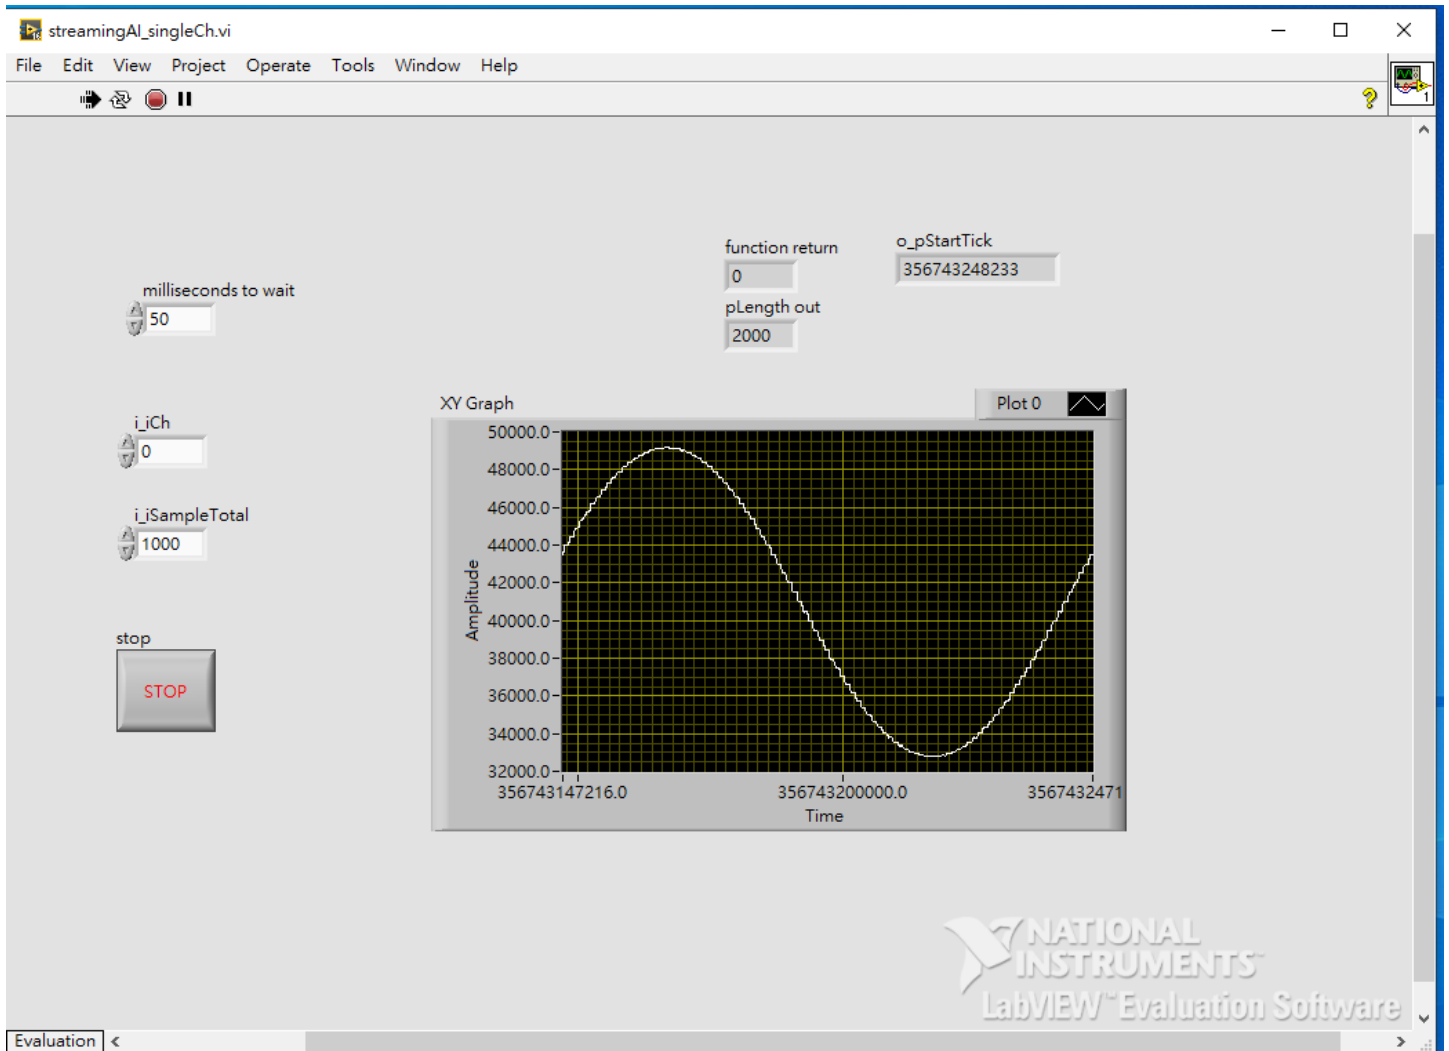 streamingAI_singleCh.vi
File Edit View Project Operate Tools Window Help
1
function return
o_pStartTick
0
356743248233
milliseconds to wait
50
pLength out
2000
XY Graph
Plot 0
i_iCh
0
i_iSampleTotal
1000
stop
STOP
Amplitude
50000.0
48000.0
46000.0
44000.0
42000.0
40000.0
38000.0
36000.0
34000.0
32000.0
356743147216.0 356743200000.0 3567432471
Time
NATIONAL
INSTRUMENTS™
LabVIEW™ Evaluation Software
Evaluation